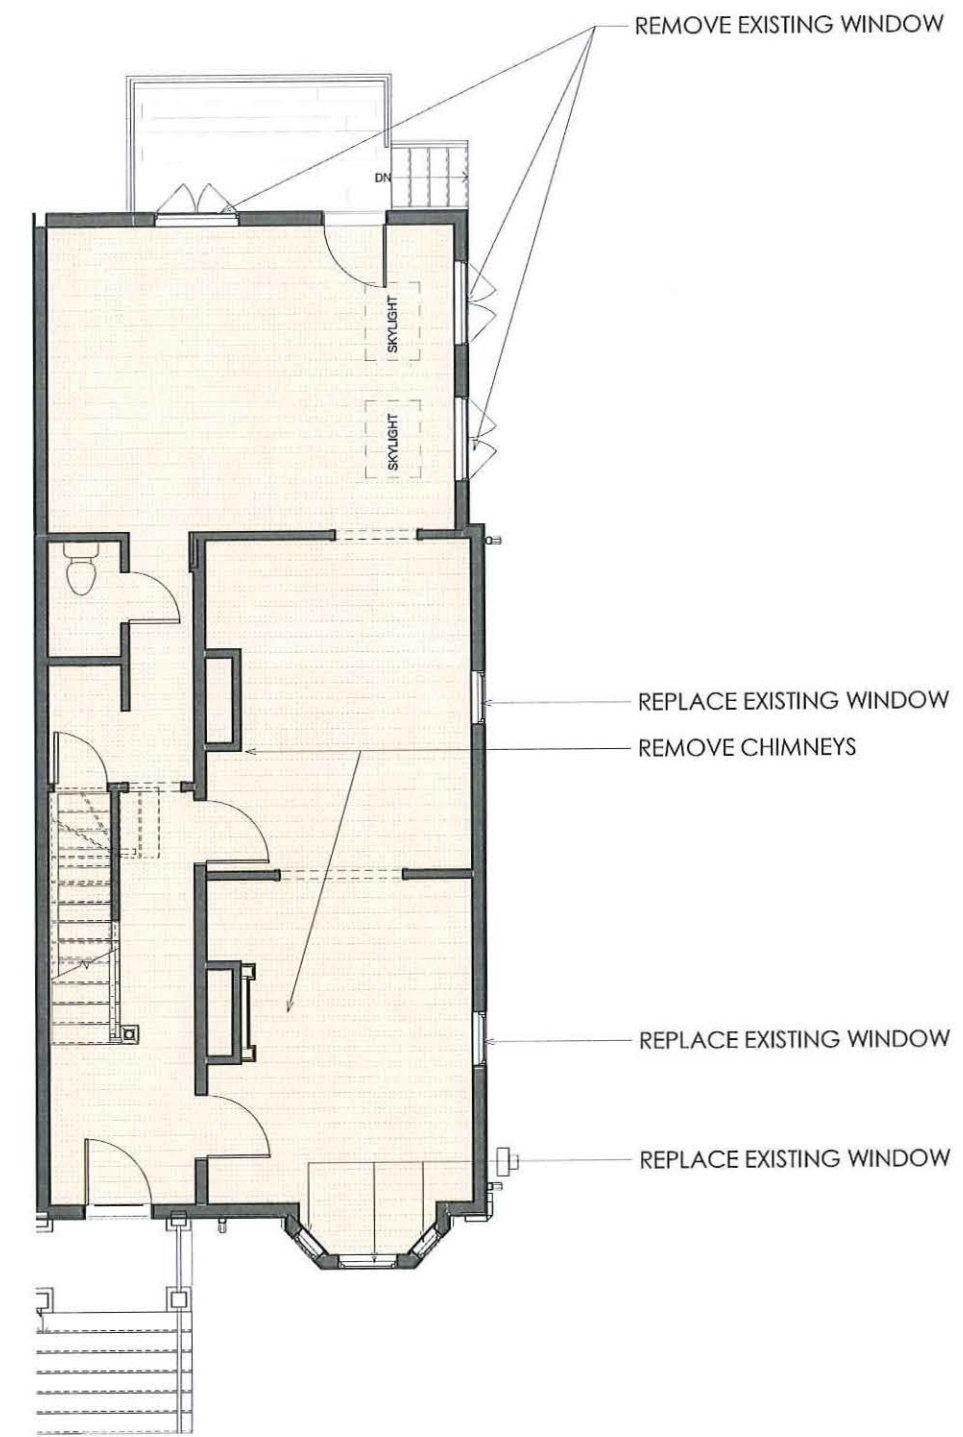 REMOVE EXISTING WINDOW
DN
SKYLIGHT
SKYLIGHT
REPLACE EXISTING WINDOW
REMOVE CHIMNEYS
REPLACE EXISTING WINDOW
REPLACE EXISTING WINDOW